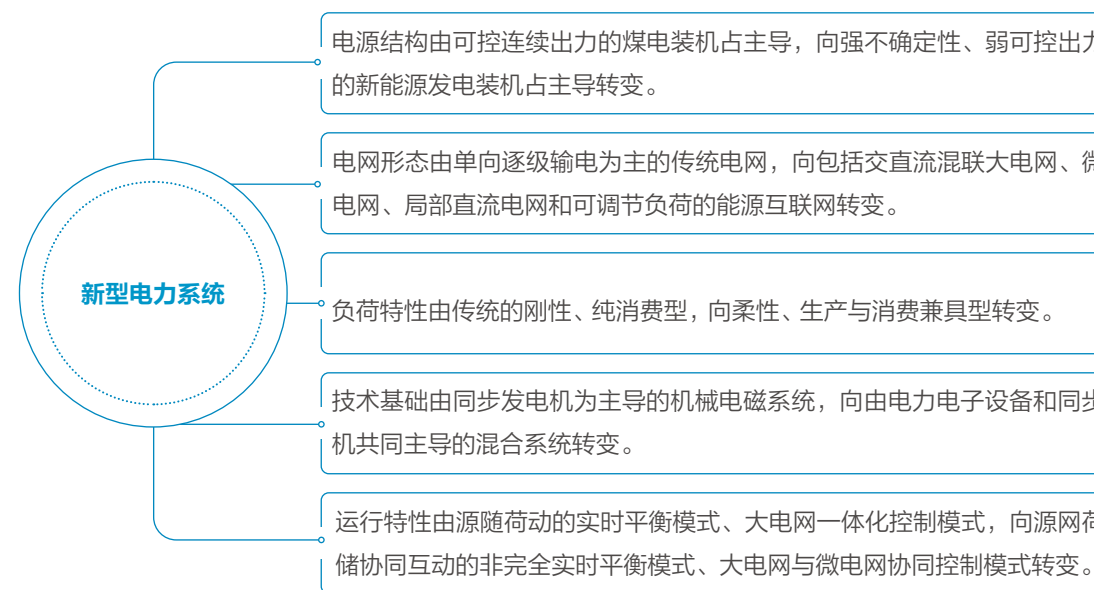 电源结构由可控连续出力的煤电装机占主导，向强不确定性、弱可控出力
的新能源发电装机占主导转变。
电网形态由单向逐级输电为主的传统电网，向包括交直流混联大电网、微
电网、局部直流电网和可调节负荷的能源互联网转变。
新型电力系统
负荷特性由传统的刚性、纯消费型，向柔性、生产与消费兼具型转变。
技术基础由同步发电机为主导的机械电磁系统，向由电力电子设备和同步
机共同主导的混合系统转变。
运行特性由源随荷动的实时平衡模式、大电网一体化控制模式，向源网荷
储协同互动的非完全实时平衡模式、大电网与微电网协同控制模式转变。